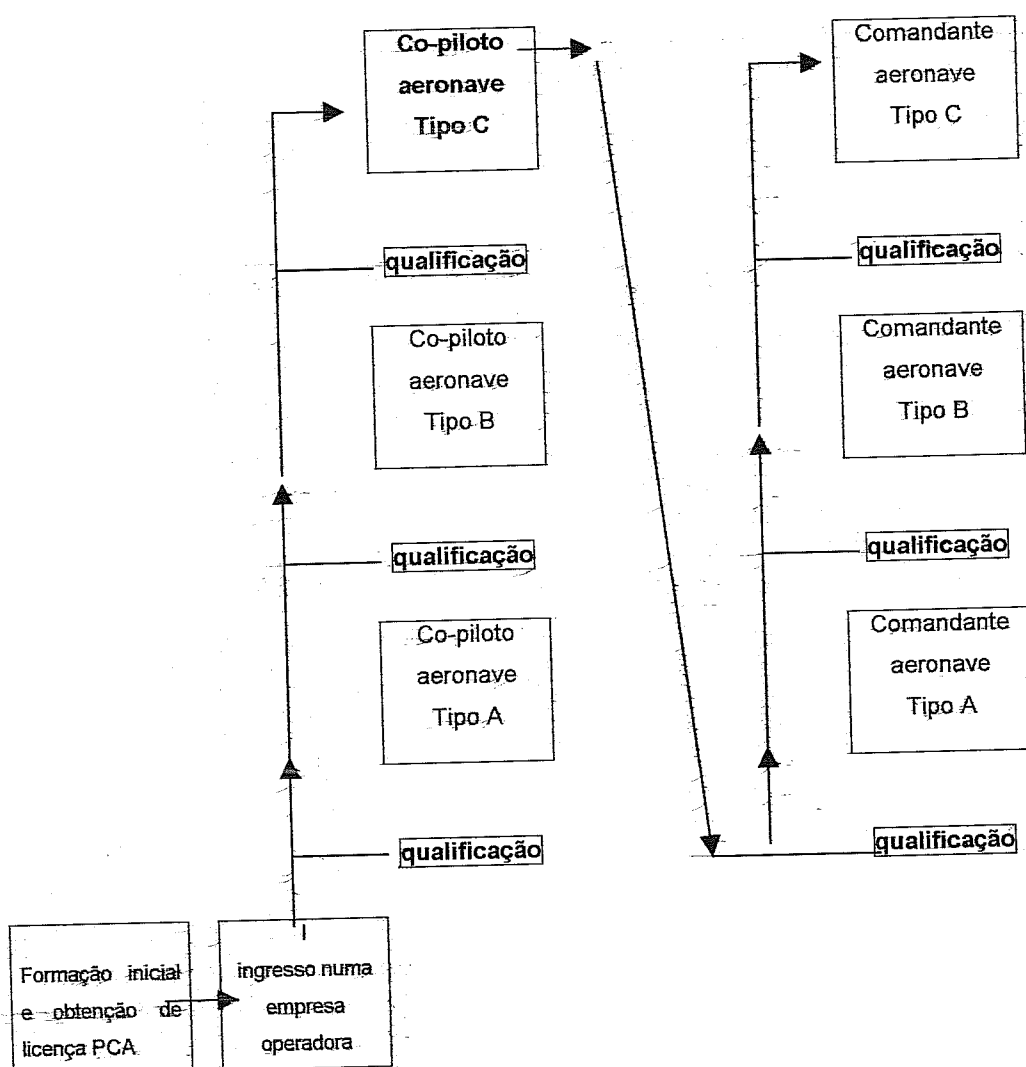 Co-piloto
aeronave
Tipo C
Comandante
aeronave
Tipo C
qualificação
qualificação
Co-piloto
aeronave
Tipo B
Comandante
aeronave
Tipo B
qualificação
qualificação
Co-piloto
aeronave
Tipo A
Comandante
aeronave
Tipo A
qualificação
qualificação
Formação inicial
e obtenção de
licença PCA
ingresso numa
empresa
operadora